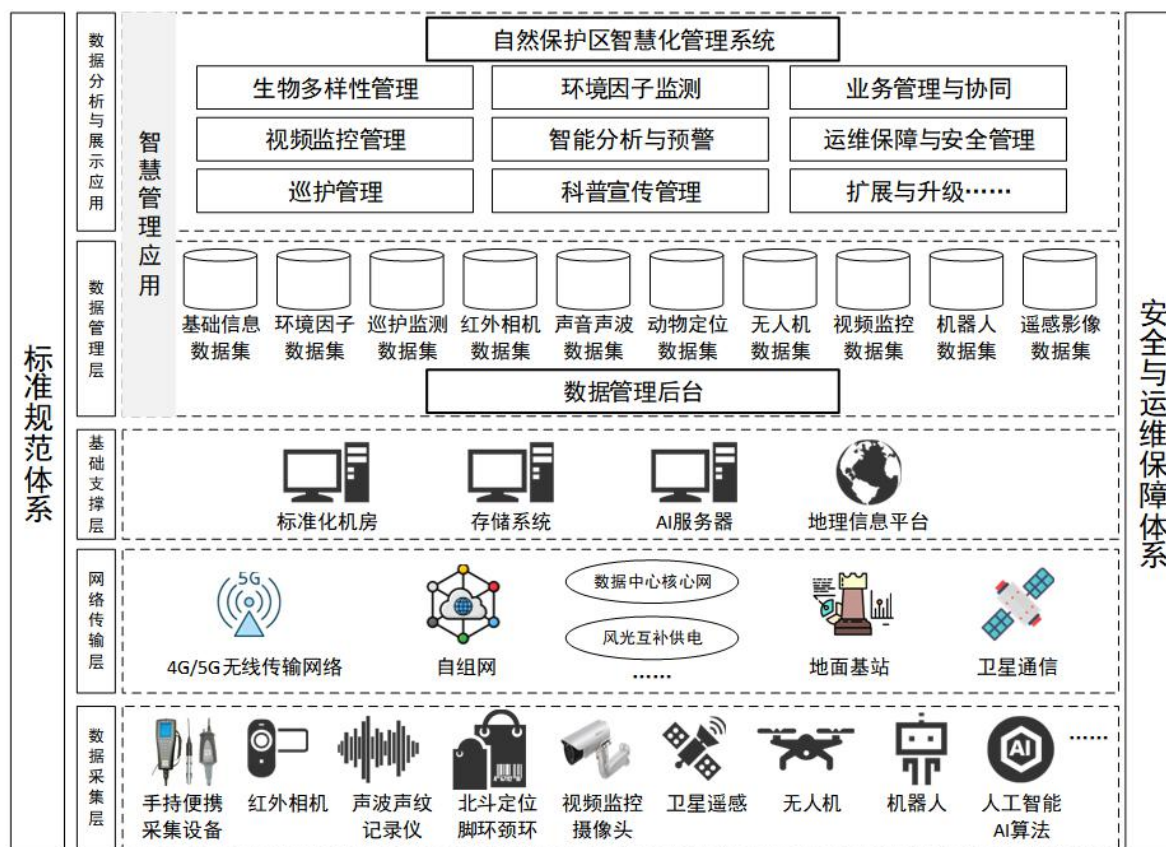 标准规范体系
数据分析与展示应用
智慧管理应用
自然保护区智慧化管理系统
生物多样性管理
环境因子监测
业务管理与协同
视频监控管理
智能分析与预警
运维保障与安全管理
巡护管理
科普宣传管理
扩展与升级……
数据管理层
基础信息
数据集
环境因子
数据集
巡护监测
数据集
红外相机
数据集
声音声波
数据集
动物定位
数据集
无人机
数据集
视频监控
数据集
机器人
数据集
遥感影像
数据集
数据管理后台
基础支撑层
标准化机房
存储系统
AI服务器
地理信息平台
网络传输层
5G
4G/5G无线传输网络
自组网
数据中心核心网
风光互补供电
……
地面基站
卫星通信
数据采集层
手持便携
采集设备
红外相机
声波声纹
记录仪
北斗定位
脚环颈环
视频监控
摄像头
卫星遥感
无人机
机器人
AI
人工智能
AI算法
……
安全与运维保障体系